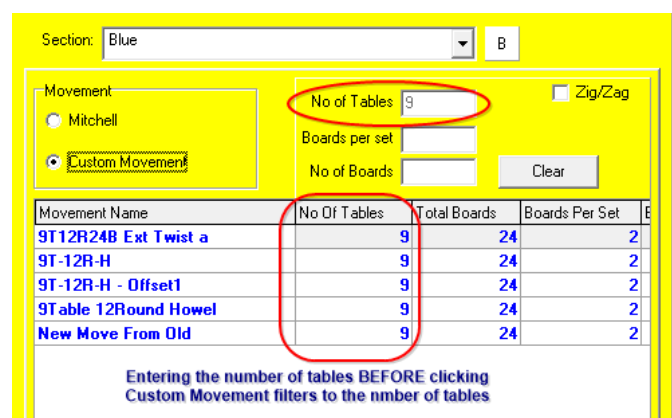 Section: Blue B
Movement
Mitchell
Custom Movement
No of Tables 9
Zig/Zag
Boards per set
No of Boards
Clear
Movement Name No Of Tables Total Boards Boards Per Set
9T12R24B Ext Twist a 9 24 2
9T-12R-H 9 24 2
9T-12R-H - Offset1 9 24 2
9Table 12Round Howel 9 24 2
New Move From Old 9 24 2
Entering the number of tables BEFORE clicking
Custom Movement filters to the nmber of tables